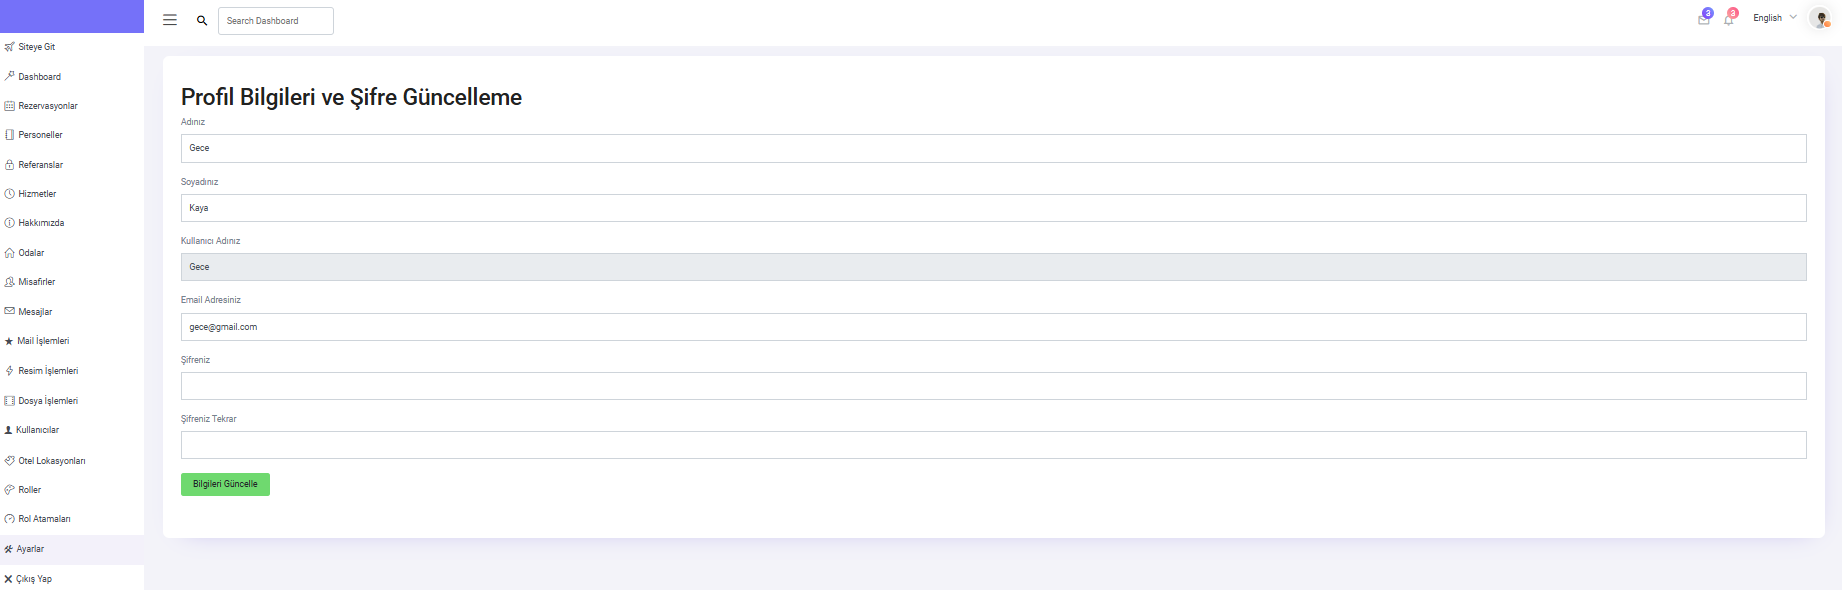 Search Dashboard
3
3
English
Siteye Git
Dashboard
Rezervasyonlar
Personeller
Referanslar
Hizmetler
Hakkımızda
Odalar
Misafirler
Mesajlar
Mail İşlemleri
Resim İşlemleri
Dosya İşlemleri
Kullanıcılar
Otel Lokasyonları
Roller
Rol Atamaları
Ayarlar
Çıkış Yap
Profil Bilgileri ve Şifre Güncelleme
Adınız
Gece
Soyadınız
Kaya
Kullanıcı Adınız
Gece
Email Adresiniz
gece@gmail.com
Şifreniz
Şifreniz Tekrar
Bilgileri Güncelle